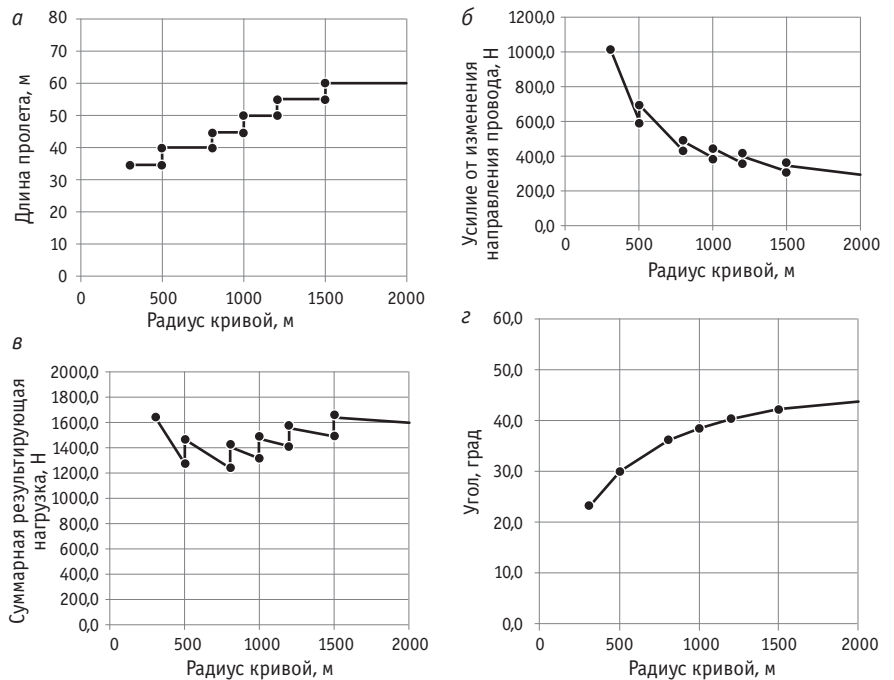 а
80
70
60
50
40
30
60
0
0 500 1000 1500 2000
Длина пролета, м
Радиус кривой, м
б
1200,0
1000,0
800,0
600,0
400,0
200,0
0,0
0 500 1000 1500 2000
Усилие от изменения
направления провода, Н
Радиус кривой, м
в
2000,0
1800,0
1600,0
1400,0
1200,0
1000,0
800,0
600,0
400,0
200,0
0,0
0 500 1000 1500 2000
Суммарная результирующая
нагрузка, Н
Радиус кривой, м
г
60,0
50,0
40,0
30,0
20,0
10,0
0,0
0 500 1000 1500 2000
Угол, град
Радиус кривой, м